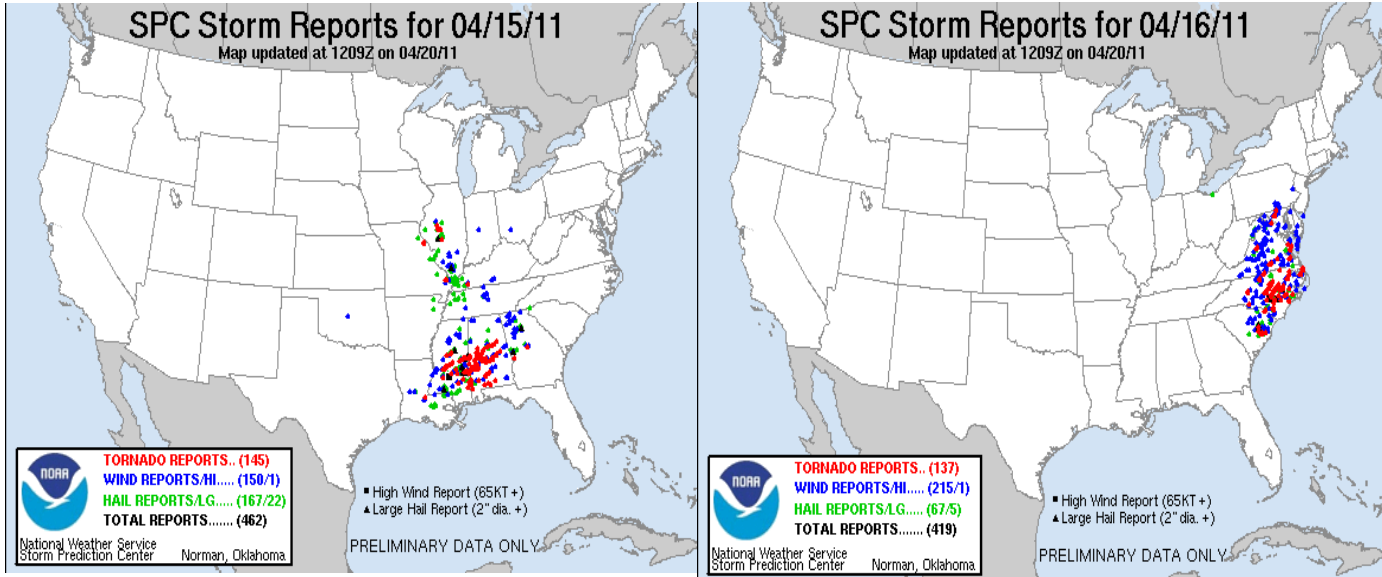 SPC Storm Reports for 04/15/11
Map updated at 1209Z on 04/20/11
NOAA
TORNADO REPORTS.. (145)
WIND REPORTS/HI..... (150/1)
HAIL REPORTS/LG..... (167/22)
TOTAL REPORTS....... (462)
National Weather Service
Storm Prediction Center Norman, Oklahoma
■ High Wind Report (65KT +)
▲ Large Hail Report (2" dia. +)
PRELIMINARY DATA ONLY
SPC Storm Reports for 04/16/11
Map updated at 1209Z on 04/20/11
NOAA
TORNADO REPORTS.. (137)
WIND REPORTS/HI..... (215/1)
HAIL REPORTS/LG..... (67/5)
TOTAL REPORTS....... (419)
National Weather Service
Storm Prediction Center Norman, Oklahoma
■ High Wind Report (65KT +)
▲ Large Hail Report (2" dia. +)
PRELIMINARY DATA ONLY